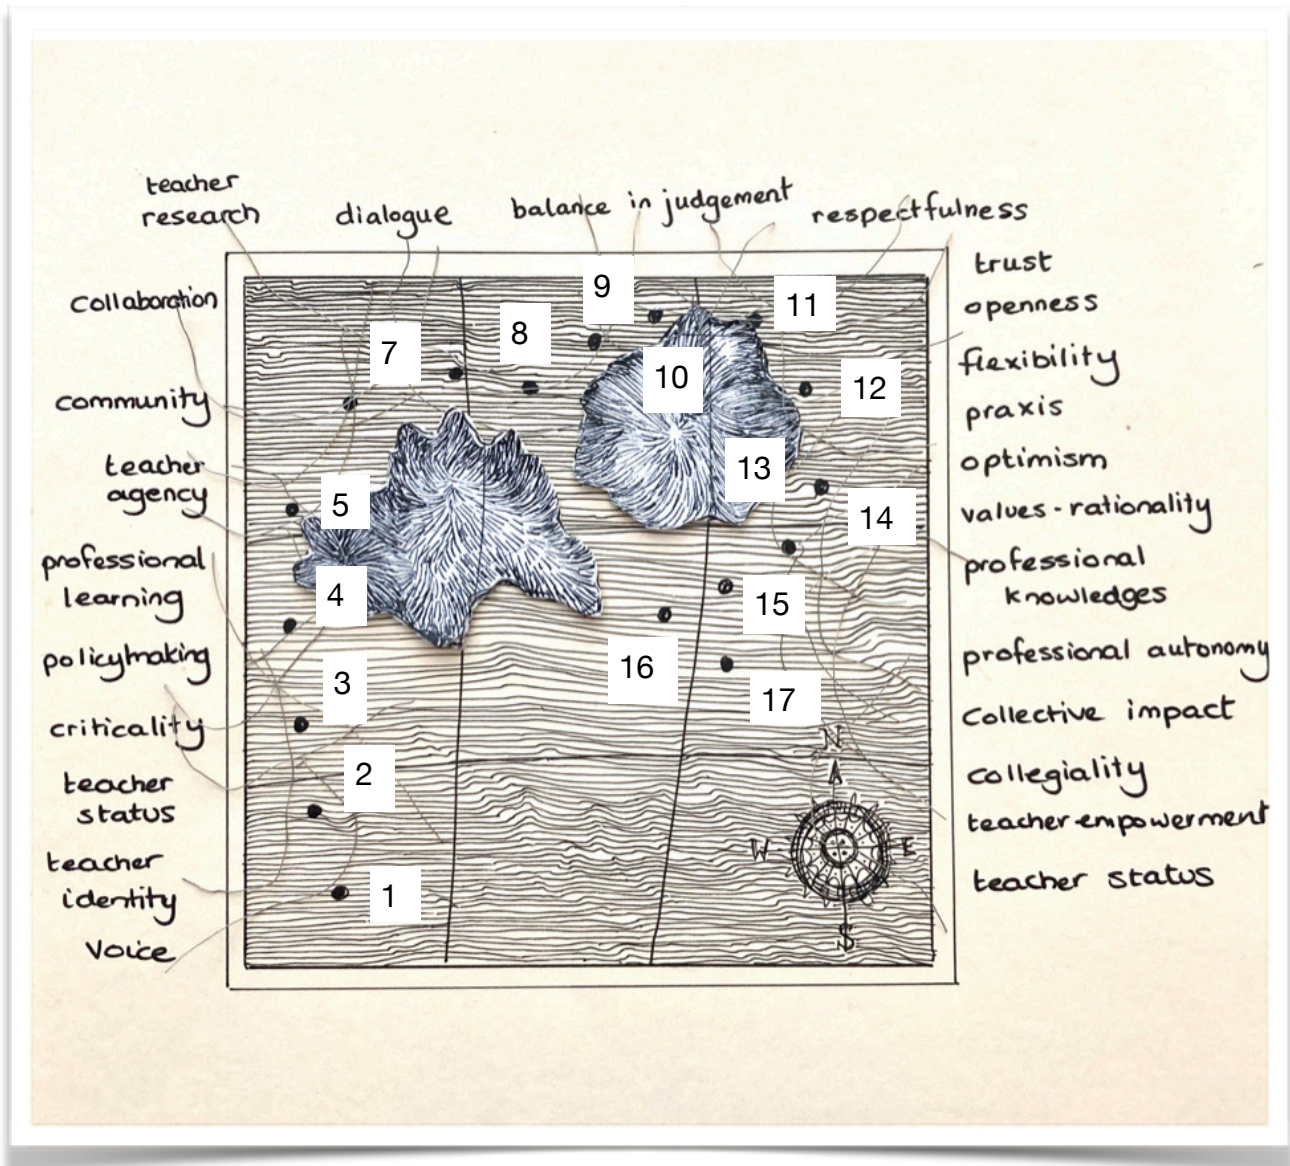 teacher
research
dialogue
balance in judgement
respectfulness
trust
openness
flexibility
praxis
optimism
values-rationality
professional
knowledges
professional autonomy
Collective impact
Collegiality
teacher empowerment
teacher status
Collaboration
community
teacher
agency
professional
learning
policymaking
criticality
teacher
status
teacher
identity
Voice
9
11
8
7
10
12
13
5
14
4
15
16
3
17
2
1
N
W
E
S